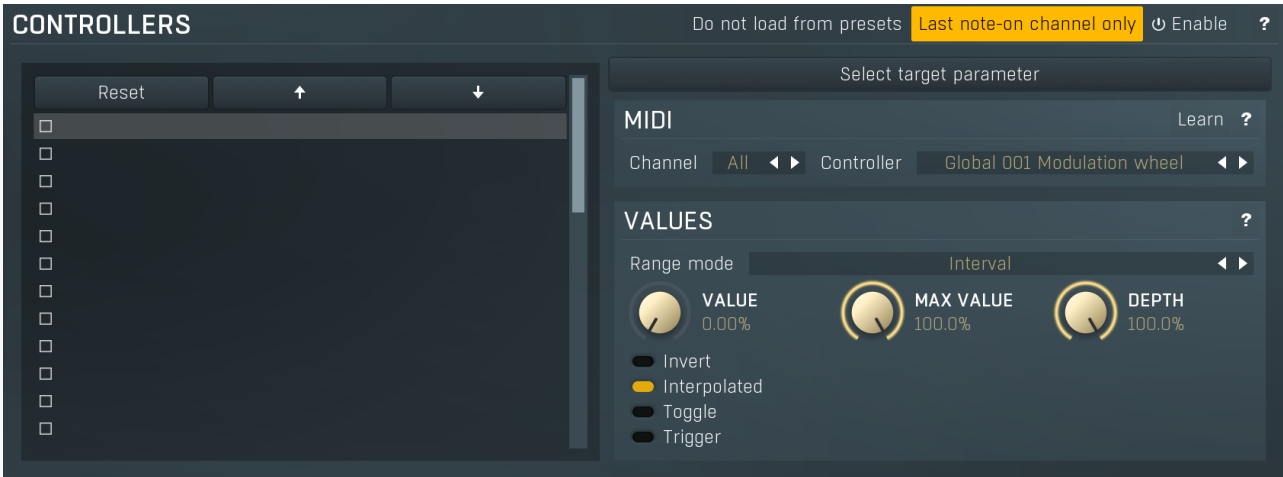 CONTROLLERS
Do not load from presets Last note-on channel only Enable ?
Reset
Select target parameter
MIDI Learn ?
Channel All Controller Global 001 Modulation wheel
VALUES ?
Range mode Interval
VALUE
0.00%
MAX VALUE
100.0%
DEPTH
100.0%
Invert
Interpolated
Toggle
Trigger